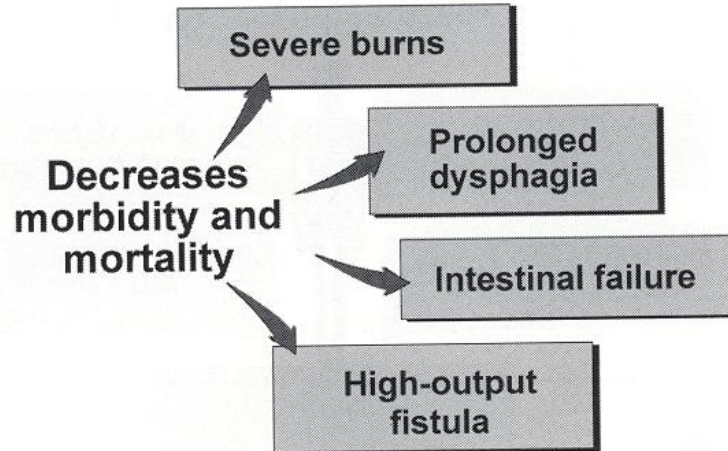 Severe burns
Prolonged
dysphagia
Decreases
morbidity and
mortality
Intestinal failure
High-output
fistula